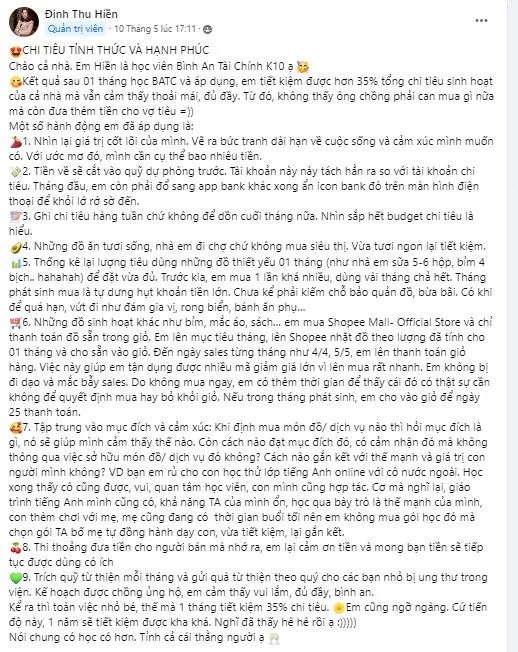 Đinh Thu Hiền
Quản trị viên · 10 Tháng 5 lúc 17:11 ·
😍CHI TIÊU TỈNH THỨC VÀ HẠNH PHÚC
Chào cả nhà. Em Hiền là học viên Bình An Tài Chính K10 ạ 🥰
😋Kết quả sau 01 tháng học BATC và áp dụng, em tiết kiệm được hơn 35% tổng chi tiêu sinh hoạt
của cả nhà mà vẫn cảm thấy thoải mái, đủ đầy. Từ đó, không thấy ông chồng phải can mua gì nữa
mà còn đưa thêm tiền cho vợ tiêu =))
Một số hành động em đã áp dụng là:
💃1. Nhìn lại giá trị cốt lõi của mình. Vẽ ra bức tranh dài hạn về cuộc sống và cảm xúc mình muốn
có. Với ước mơ đó, mình cần cụ thể bao nhiêu tiền.
💸2. Tiền về sẽ cất vào quỹ dự phòng trước. Tài khoản này này tách hẳn ra so với tài khoản chi
tiêu. Tháng đầu, em còn phải đổ sang app bank khác xong ẩn icon bank đó trên màn hình điện
thoại để khỏi lớ rớ sờ đến.
📝3. Ghi chi tiêu hàng tuần chứ không để dồn cuối tháng nữa. Nhìn sắp hết budget chi tiêu là
hiểu.
🥑4. Những đồ ăn tươi sống, nhà em đi chợ chứ không mua siêu thị. Vừa tươi ngon lại tiết kiệm.
📊5. Thống kê lại lượng tiêu dùng những đồ thiết yếu 01 tháng (như nhà em sữa 5-6 hộp, bỉm 4
bịch.. hahahah) để đặt vừa đủ. Trước kia, em mua 1 lần khá nhiều, dùng vài tháng chả hết. Tháng
phát sinh mua là tự dưng hụt khoản tiền lớn. Chưa kể phải kiếm chỗ bảo quản đồ, bừa bãi. Có khi
để quá hạn, vứt đi như đám gia vị, rong biển, bánh ăn phụ...
🛒6. Những đồ sinh hoạt khác như bỉm, mắc áo, sách... em mua Shopee Mall- Official Store và chỉ
thanh toán đồ sẵn trong giỏ. Em lên mục tiêu tháng, lên Shopee nhặt đồ theo lượng đã tính cho
01 tháng và cho sẵn vào giỏ. Đến ngày sales từng tháng như 4/4, 5/5, em lên thanh toán giỏ
hàng. Việc này giúp em tận dụng được nhiều mã giảm giá lớn vì lên mua rất nhanh. Em không bị
đi dạo và mắc bẫy sales. Do không mua ngay, em có thêm thời gian để thấy cái đó có thật sự cần
không để quyết định mua hay bỏ khỏi giỏ. Nếu trong tháng phát sinh, em cho vào giỏ để ngày
25 thanh toán.
🥰7. Tập trung vào mục đích và cảm xúc: Khi định mua món đồ/ dịch vụ nào thì hỏi mục đích là
gì, nó sẽ giúp mình cảm thấy thế nào. Còn cách nào đạt mục đích đó, có cảm nhận đó mà không
thông qua việc sở hữu món đồ/ dịch vụ đó không? Cách nào gắn kết với thế mạnh và giá trị con
người mình không? VD bạn em rủ cho con học thử lớp tiếng Anh online với cô nước ngoài. Học
xong thấy cô cũng được, vui, quan tâm học viên, con mình cũng hợp tác. Cơ mà nghĩ lại, giáo
trình tiếng Anh mình cũng có, khả năng TA của mình ổn, học qua bày trò là thế mạnh của mình,
con thêm chơi với mẹ, mẹ cũng đang có thời gian buổi tối nên em không mua gói học đó mà
chọn gói TA bố mẹ tự đồng hành dạy con, vừa tiết kiệm, lại gắn kết.
🍒8. Thi thoảng đưa tiền cho người bán mà nhớ ra, em lại cảm ơn tiền và mong bạn tiền sẽ tiếp
tục được dùng có ích
💚9. Trích quỹ từ thiện mỗi tháng và gửi quà từ thiện theo quý cho các bạn nhỏ bị ung thư trong
viện. Kế hoạch được chồng ủng hộ, em cảm thấy vui lắm, đủ đầy, bình an.
Kể ra thì toàn việc nhỏ bé, thế mà 1 tháng tiết kiệm 35% chi tiêu. 🌞Em cũng ngỡ ngàng. Cứ tiến
độ này, 1 năm sẽ tiết kiệm được kha khá. Nghĩ đã thấy hê hê rồi ạ :)))))
Nói chung có học có hơn. Tỉnh cả cái thằng người ạ 🥂